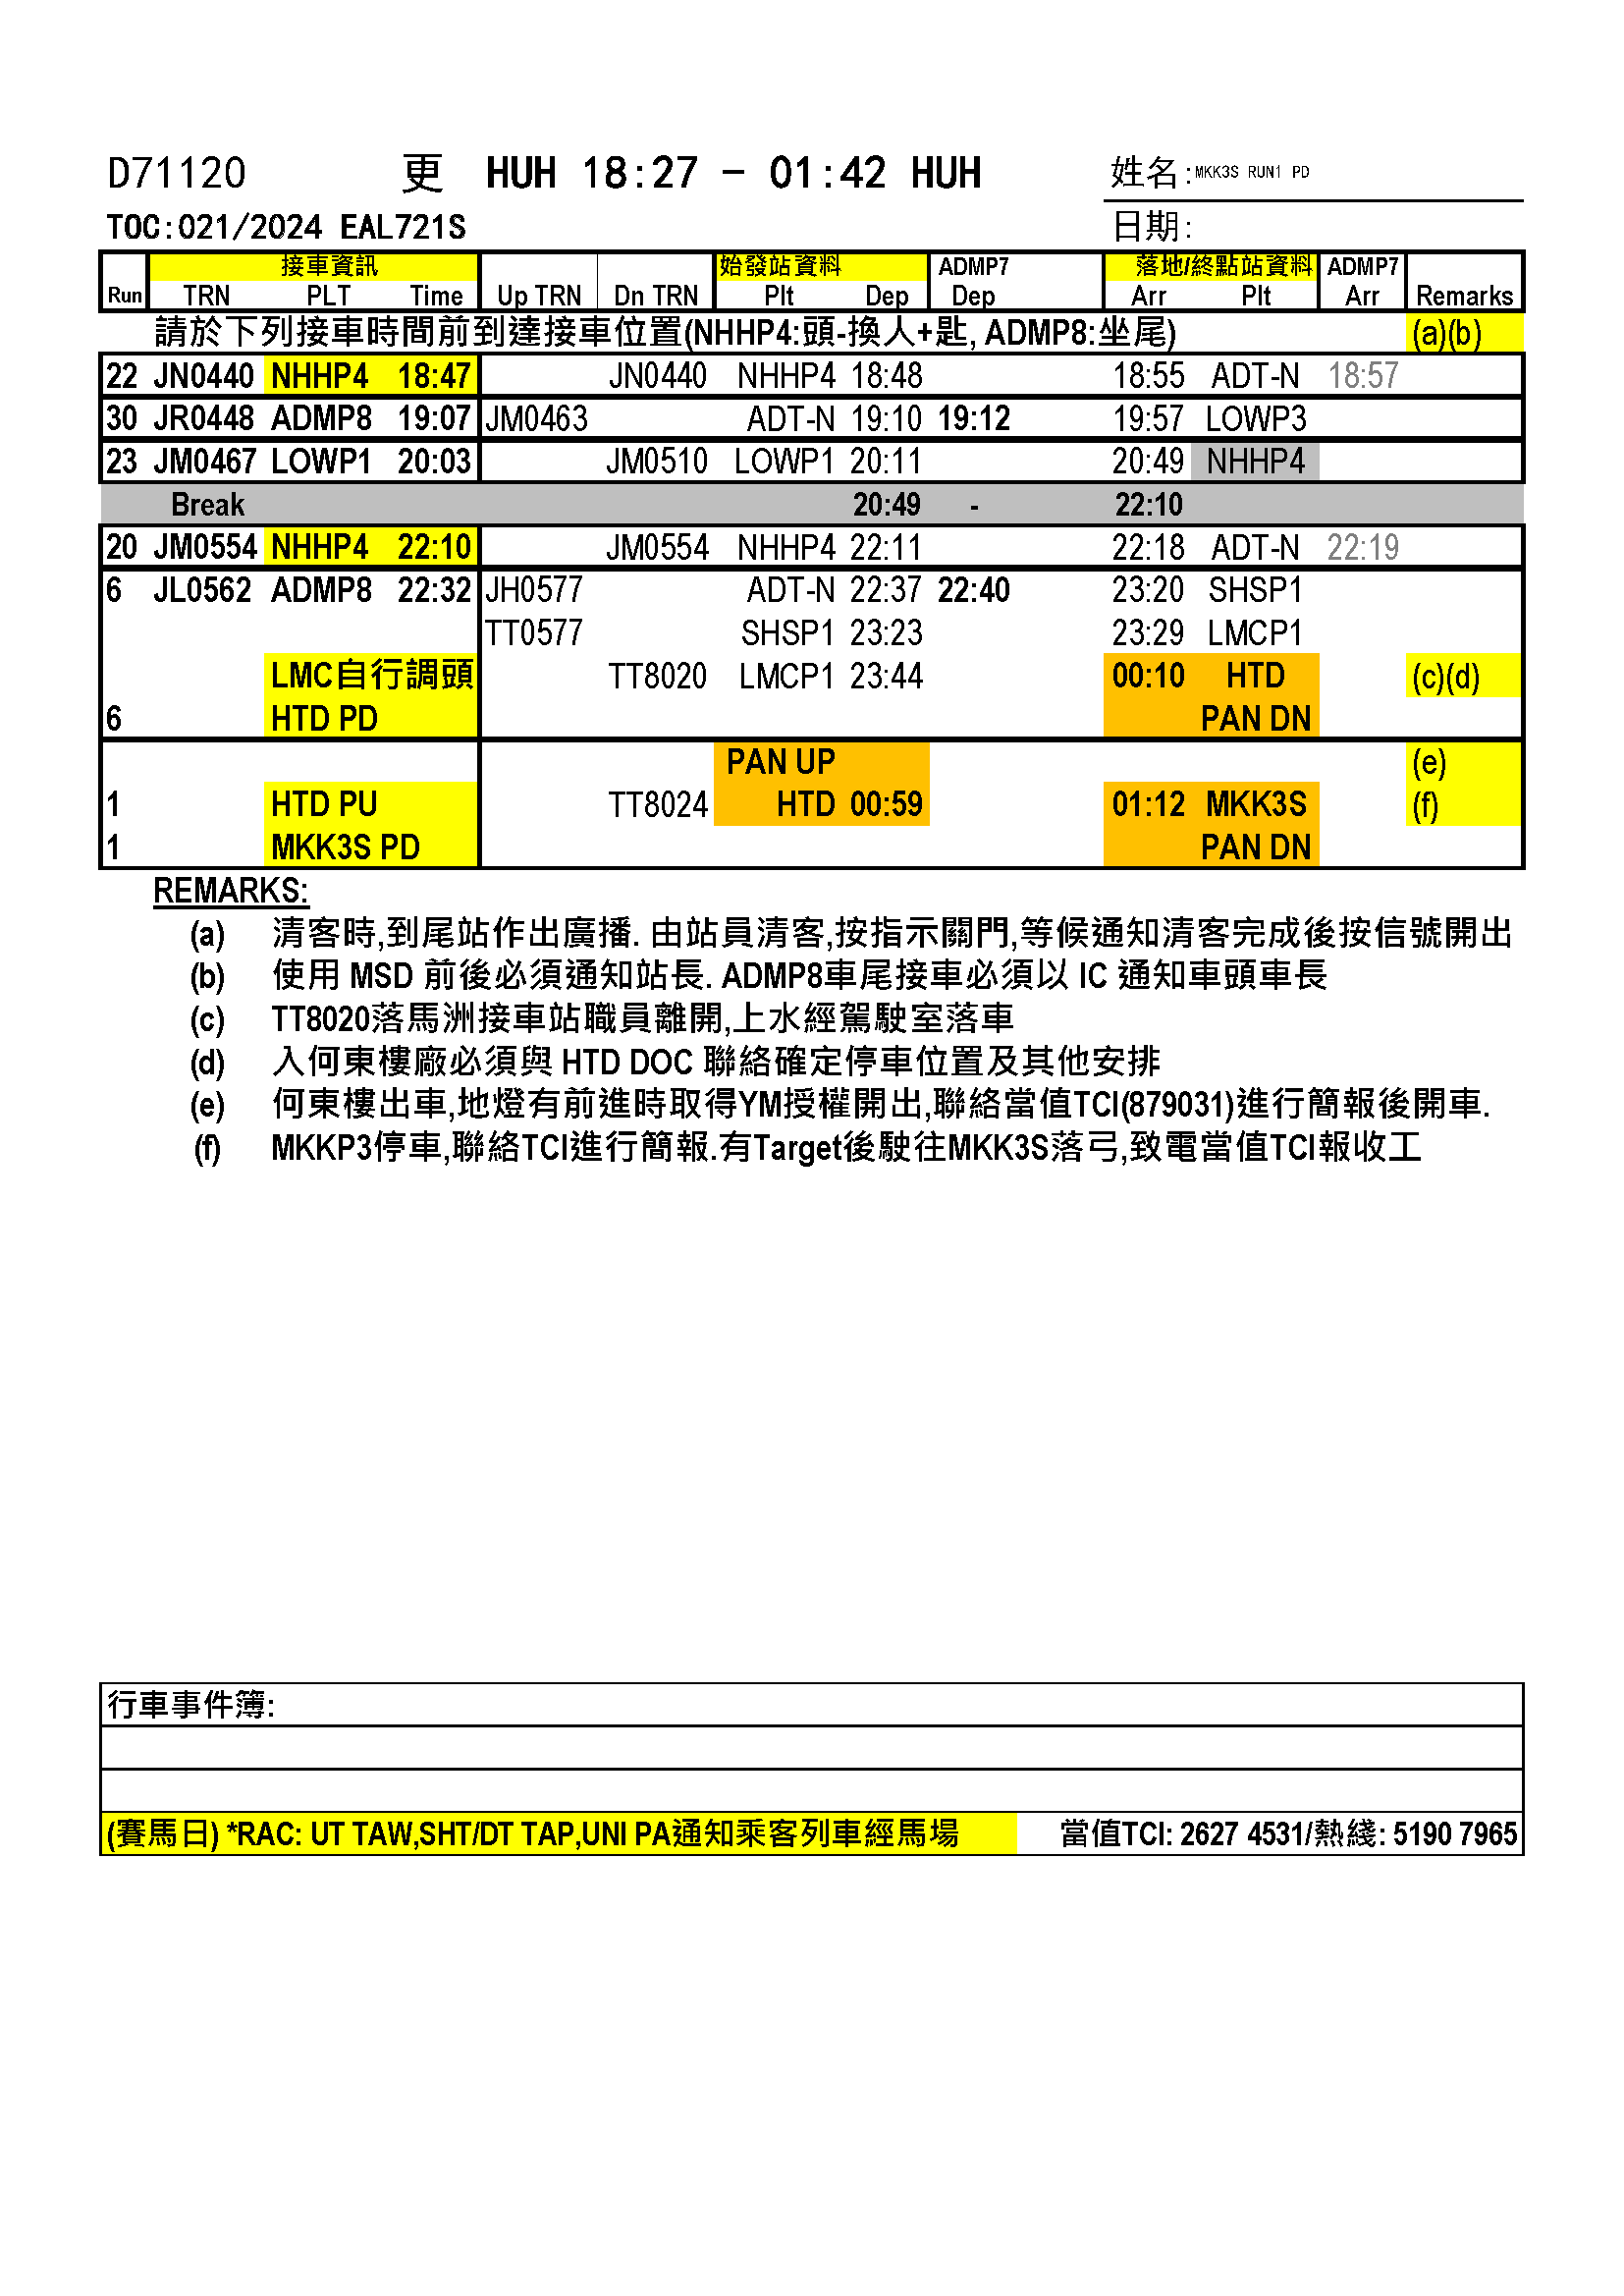 D71120 更 HUH 18:27 - 01:42 HUH 姓名:MKK3S RUN1 PD
TOC:021/2024 EAL721S 日期:
接車資訊 始發站資料 ADMP7 落地/終點站資料 ADMP7
Run TRN PLT Time Up TRN Dn TRN Plt Dep Dep Arr Plt Arr Remarks
請於下列接車時間前到達接車位置(NHHP4:頭-換人+匙, ADMP8:坐尾) (a)(b)
22 JN0440 NHHP4 18:47 JN0440 NHHP4 18:48 18:55 ADT-N 18:57
30 JR0448 ADMP8 19:07 JM0463 ADT-N 19:10 19:12 19:57 LOWP3
23 JM0467 LOWP1 20:03 JM0510 LOWP1 20:11 20:49 NHHP4
Break 20:49 - 22:10
20 JM0554 NHHP4 22:10 JM0554 NHHP4 22:11 22:18 ADT-N 22:19
6 JL0562 ADMP8 22:32 JH0577 ADT-N 22:37 22:40 23:20 SHSP1
TT0577 SHSP1 23:23 23:29 LMCP1
LMC自行調頭 TT8020 LMCP1 23:44 00:10 HTD (c)(d)
6 HTD PD PAN DN
PAN UP (e)
1 HTD PU TT8024 HTD 00:59 01:12 MKK3S (f)
1 MKK3S PD PAN DN
REMARKS:
(a) 清客時,到尾站作出廣播. 由站員清客,按指示關門,等候通知清客完成後按信號開出
(b) 使用 MSD 前後必須通知站長. ADMP8車尾接車必須以 IC 通知車頭車長
(c) TT8020落馬洲接車站職員離開,上水經駕駛室落車
(d) 入何東樓廠必須與 HTD DOC 聯絡確定停車位置及其他安排
(e) 何東樓出車,地燈有前進時取得YM授權開出,聯絡當值TCI(879031)進行簡報後開車.
(f) MKKP3停車,聯絡TCI進行簡報.有Target後駛往MKK3S落弓,致電當值TCI報收工
行車事件簿:
(賽馬日) *RAC: UT TAW,SHT/DT TAP,UNI PA通知乘客列車經馬場 當值TCI: 2627 4531/熱綫: 5190 7965